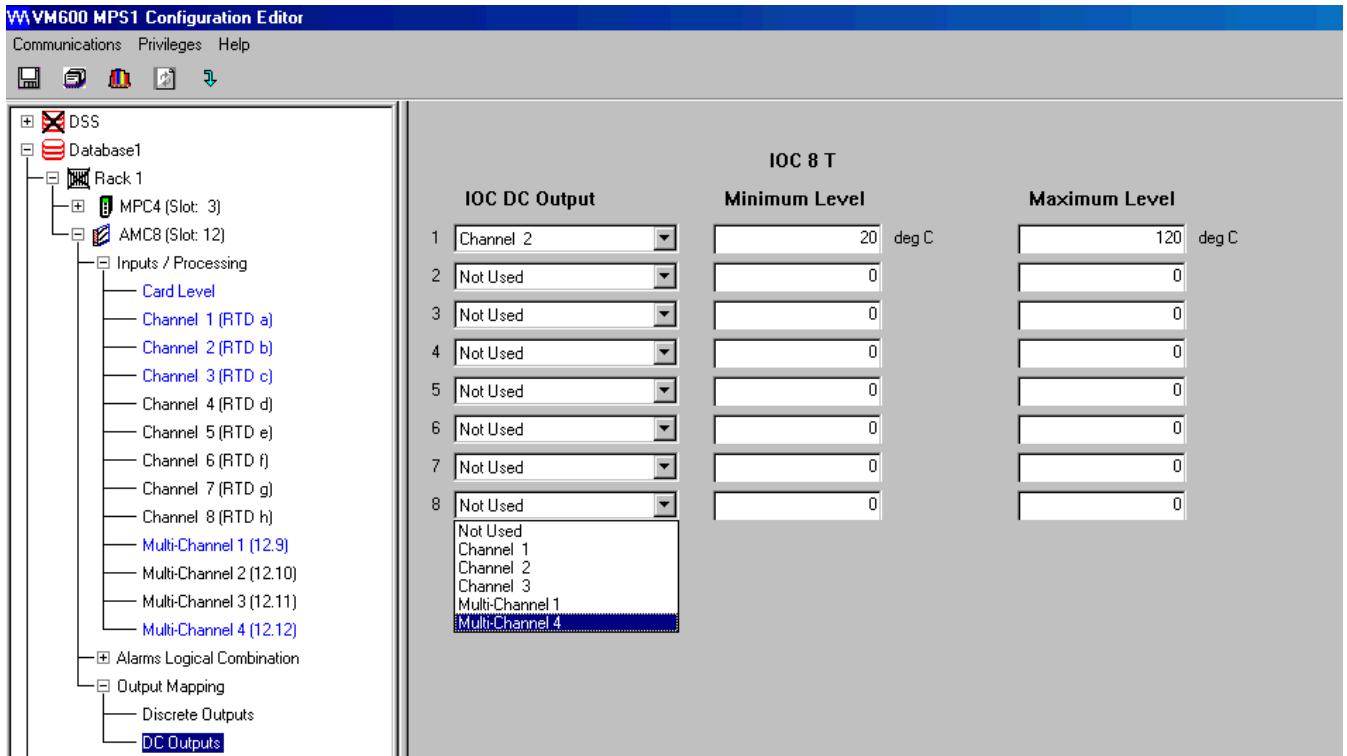 VM600 MPS1 Configuration Editor
Communications Privileges Help
DSS
Database1
Rack 1
MPC4 (Slot: 3)
AMC8 (Slot: 12)
Inputs / Processing
Card Level
Channel 1 (RTD a)
Channel 2 (RTD b)
Channel 3 (RTD c)
Channel 4 (RTD d)
Channel 5 (RTD e)
Channel 6 (RTD f)
Channel 7 (RTD g)
Channel 8 (RTD h)
Multi-Channel 1 (12.9)
Multi-Channel 2 (12.10)
Multi-Channel 3 (12.11)
Multi-Channel 4 (12.12)
Alarms Logical Combination
Output Mapping
Discrete Outputs
DC Outputs
IOC 8 T
IOC DC Output Minimum Level Maximum Level
1 Channel 2 20 deg C 120 deg C
2 Not Used 0 0
3 Not Used 0 0
4 Not Used 0 0
5 Not Used 0 0
6 Not Used 0 0
7 Not Used 0 0
8 Not Used 0 0
Not Used
Channel 1
Channel 2
Channel 3
Multi-Channel 1
Multi-Channel 4